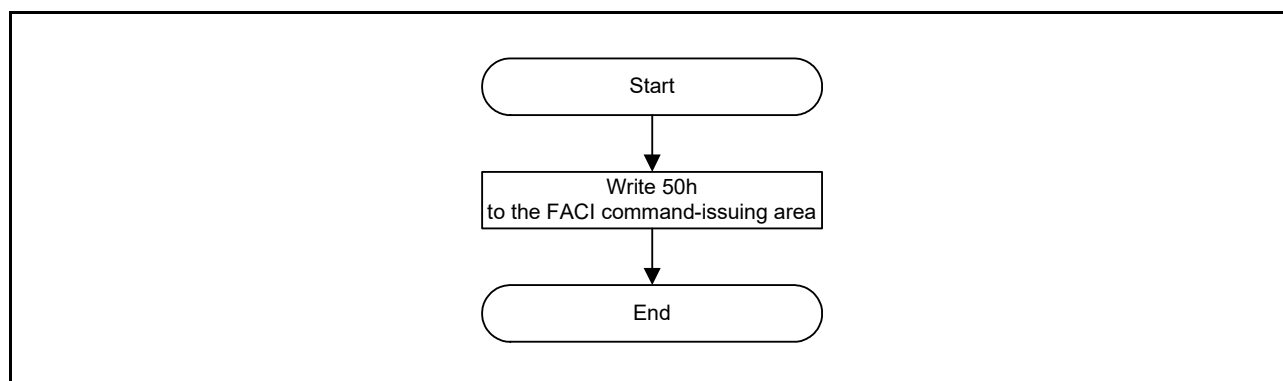 Start
Write 50h
to the FACI command-issuing area
End